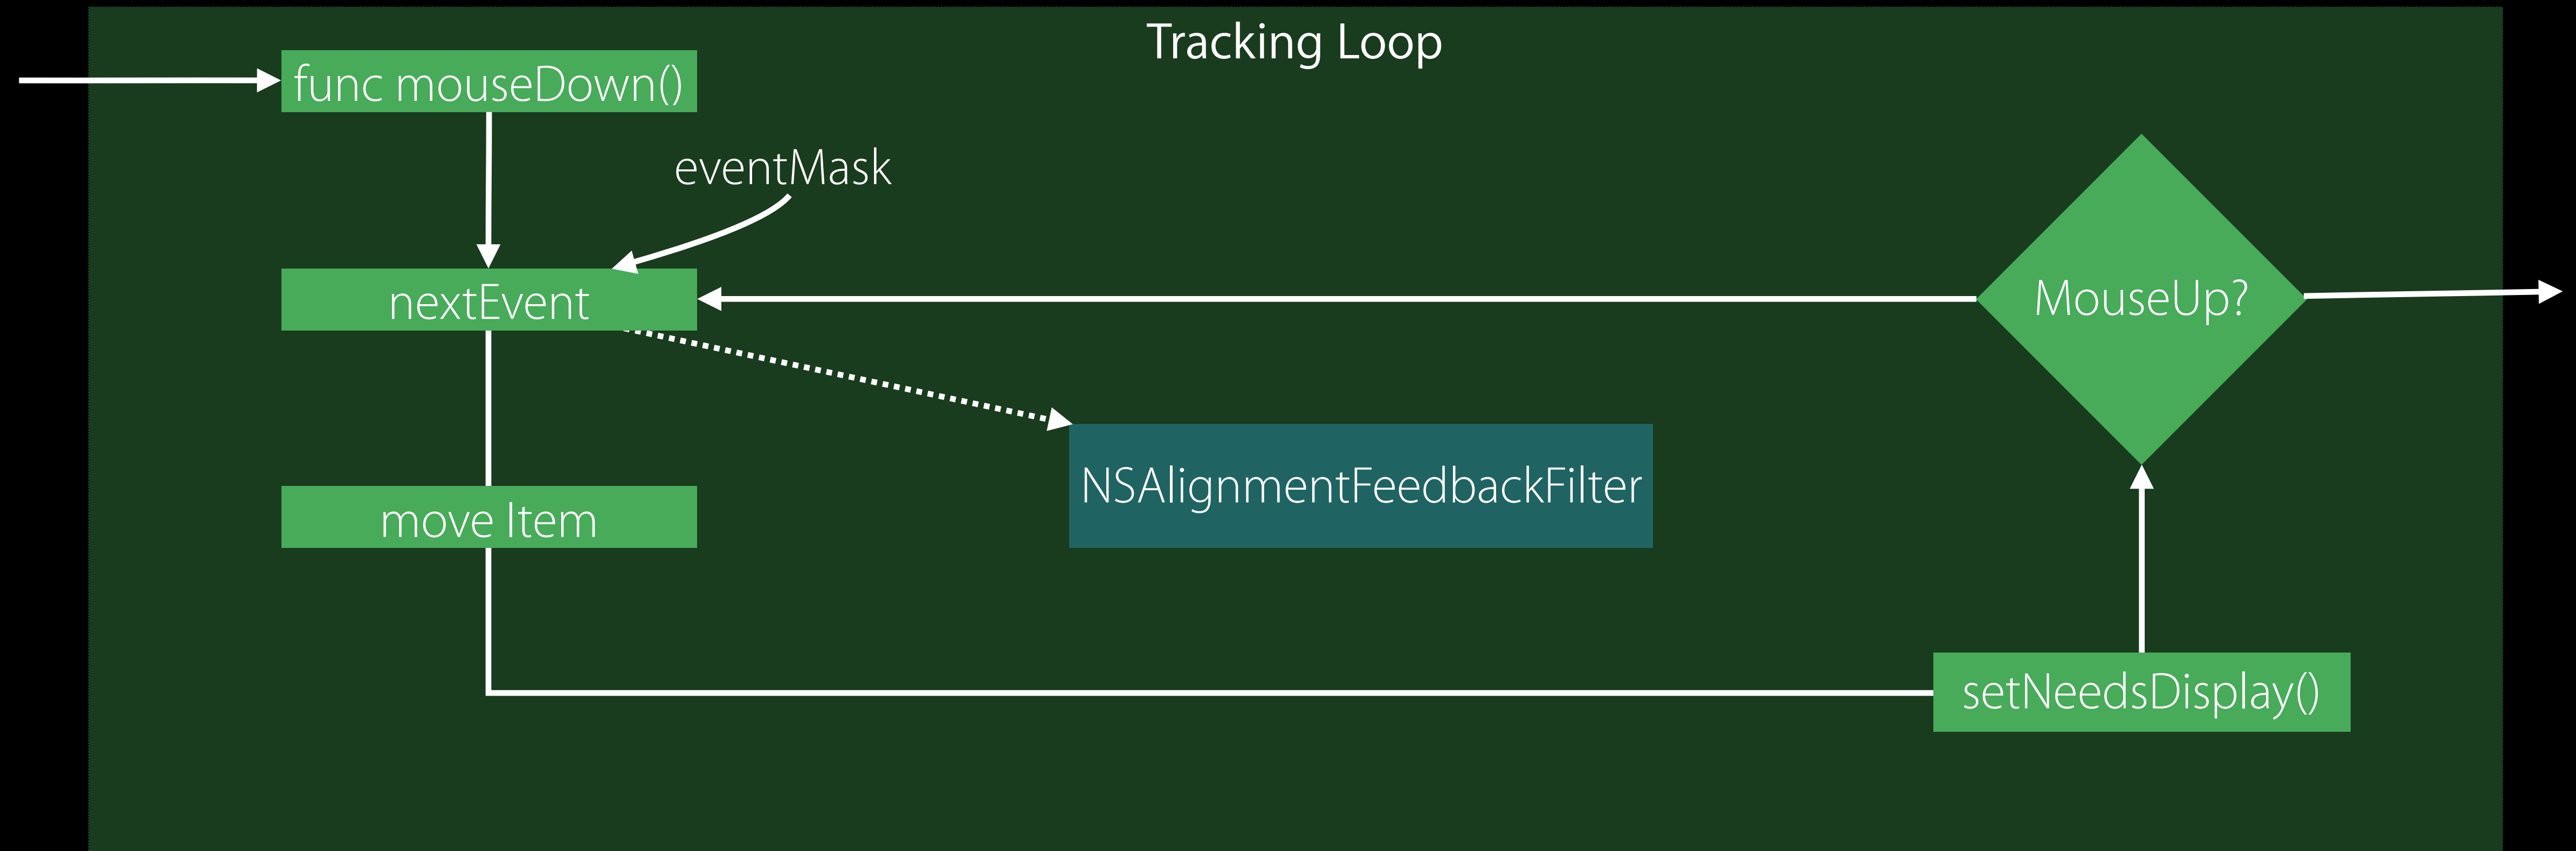 Tracking Loop
func mouseDown()
eventMask
nextEvent
MouseUp?
NSAlignmentFeedbackFilter
move Item
setNeedsDisplay()